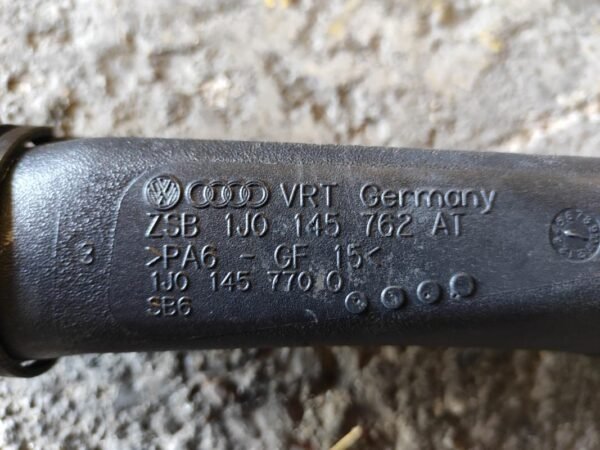 VRT Germany
ZSB 1J0 145 762 AT
>PA6 - GF 15<
1J0 145 770 Q
SB6
3